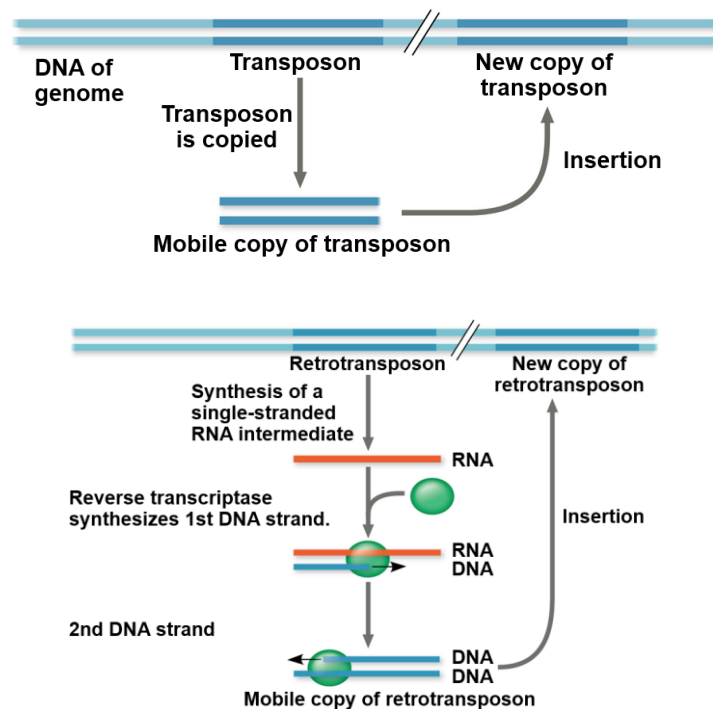 DNA of
genome
Transposon
New copy of
transposon
Transposon
is copied
Insertion
Mobile copy of transposon
Retrotransposon
New copy of
retrotransposon
Synthesis of a
single-stranded
RNA intermediate
RNA
Reverse transcriptase
synthesizes 1st DNA strand.
Insertion
RNA
DNA
2nd DNA strand
DNA
DNA
Mobile copy of retrotransposon